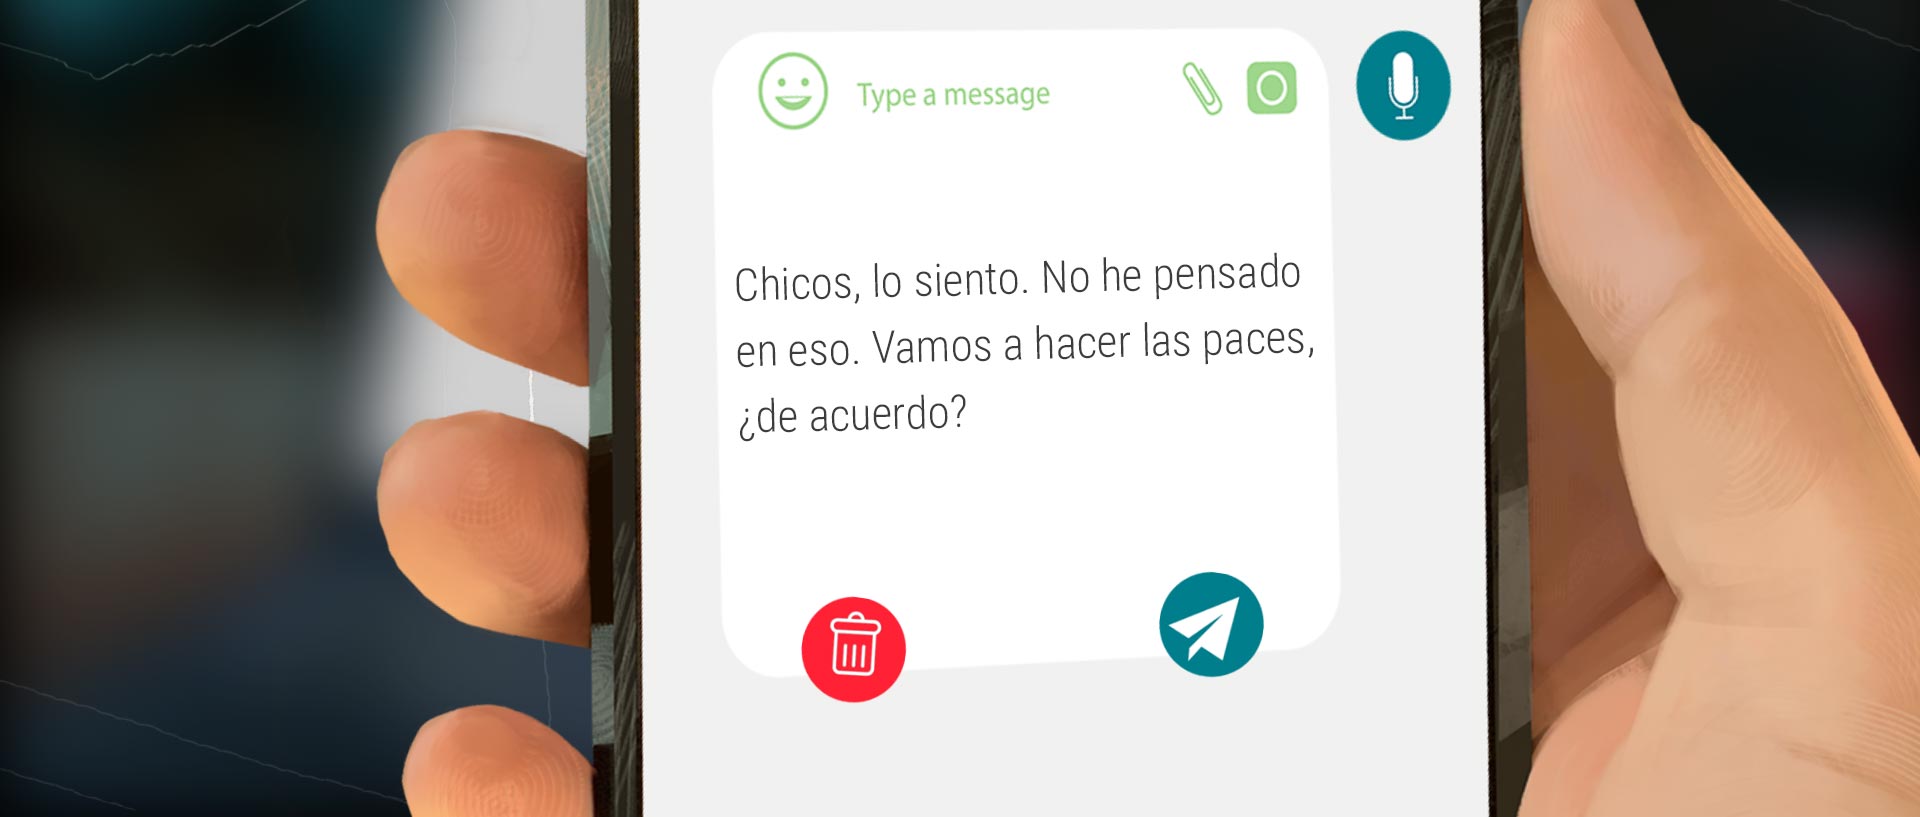 Type a message
Chicos, lo siento. No he pensado
en eso. Vamos a hacer las paces,
¿de acuerdo?